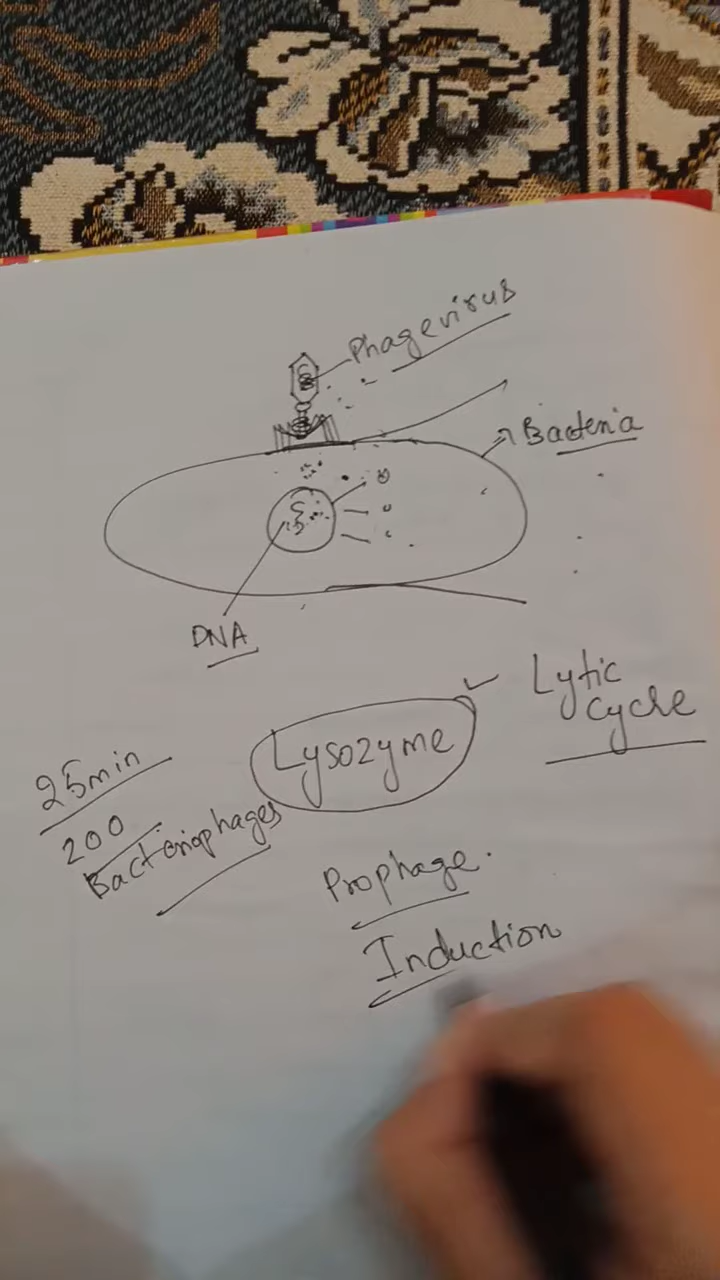 Phagevirus
Bacteria
DNA
Lytic
Cycle
Lysozyme
25min
200
Bacteriophages
Prophage.
Induction